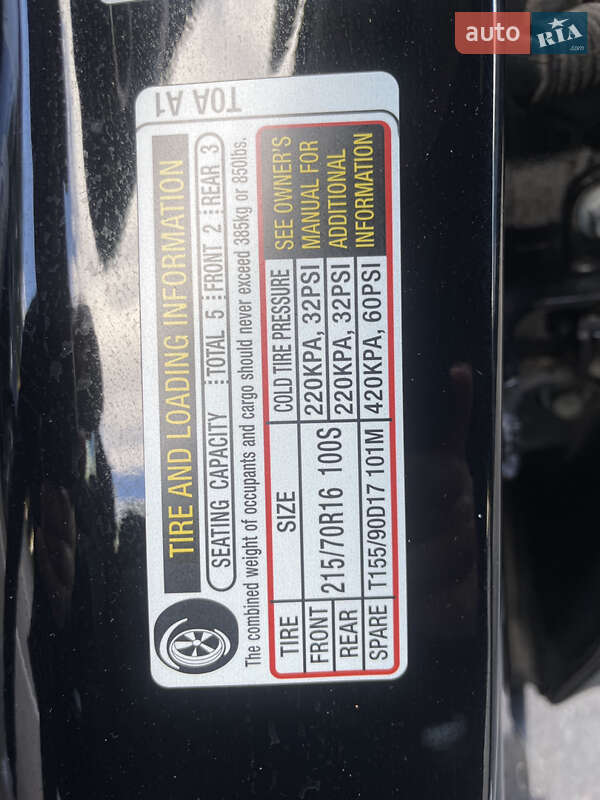 auto RIA .com
T0A A1
TIRE AND LOADING INFORMATION
SEATING CAPACITY TOTAL 5 FRONT 2 REAR 3
The combined weight of occupants and cargo should never exceed 385kg or 850lbs.
TIRE SIZE COLD TIRE PRESSURE SEE OWNER'S
FRONT 215/70R16 100S 220KPA, 32PSI MANUAL FOR
REAR 220KPA, 32PSI ADDITIONAL
SPARE T155/90D17 101M 420KPA, 60PSI INFORMATION